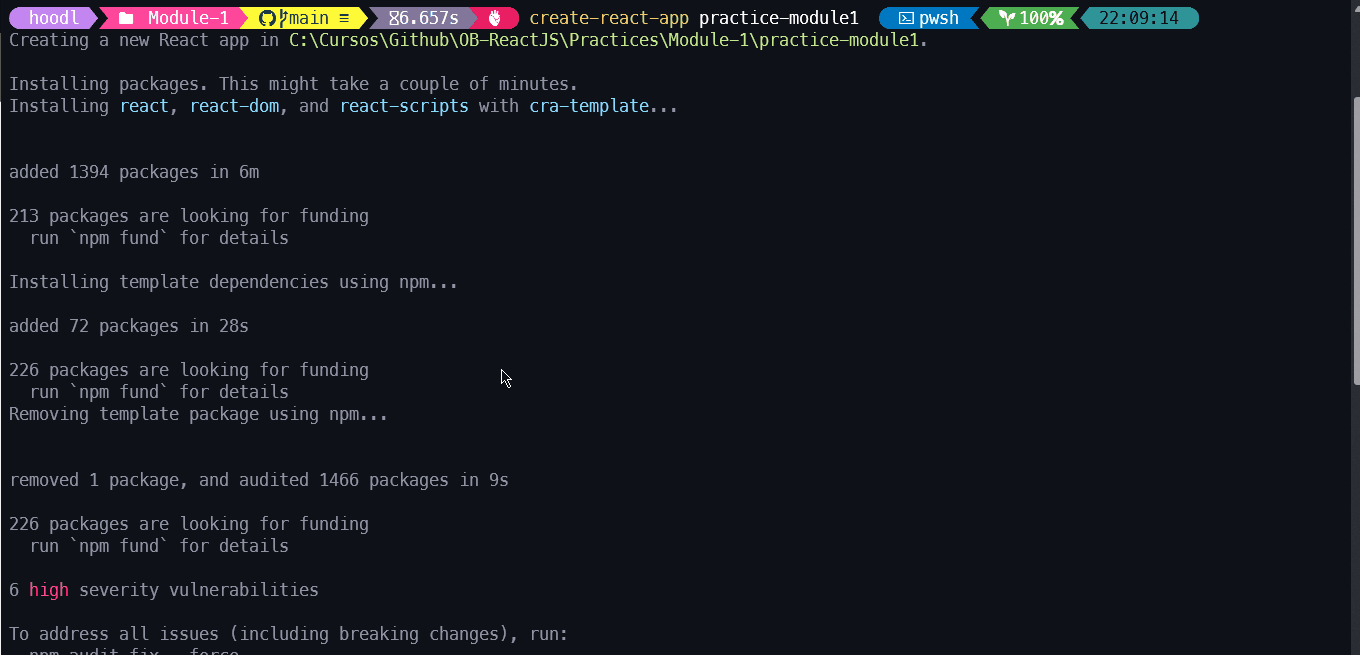 hoodl Module-1 main ≡ 6.657s create-react-app practice-module1 pwsh 100% 22:09:14
Creating a new React app in C:\Cursos\Github\OB-ReactJS\Practices\Module-1\practice-module1.
Installing packages. This might take a couple of minutes.
Installing react, react-dom, and react-scripts with cra-template...
added 1394 packages in 6m
213 packages are looking for funding
run `npm fund` for details
Installing template dependencies using npm...
added 72 packages in 28s
226 packages are looking for funding
run `npm fund` for details
Removing template package using npm...
removed 1 package, and audited 1466 packages in 9s
226 packages are looking for funding
run `npm fund` for details
6 high severity vulnerabilities
To address all issues (including breaking changes), run:
npm audit fix --force